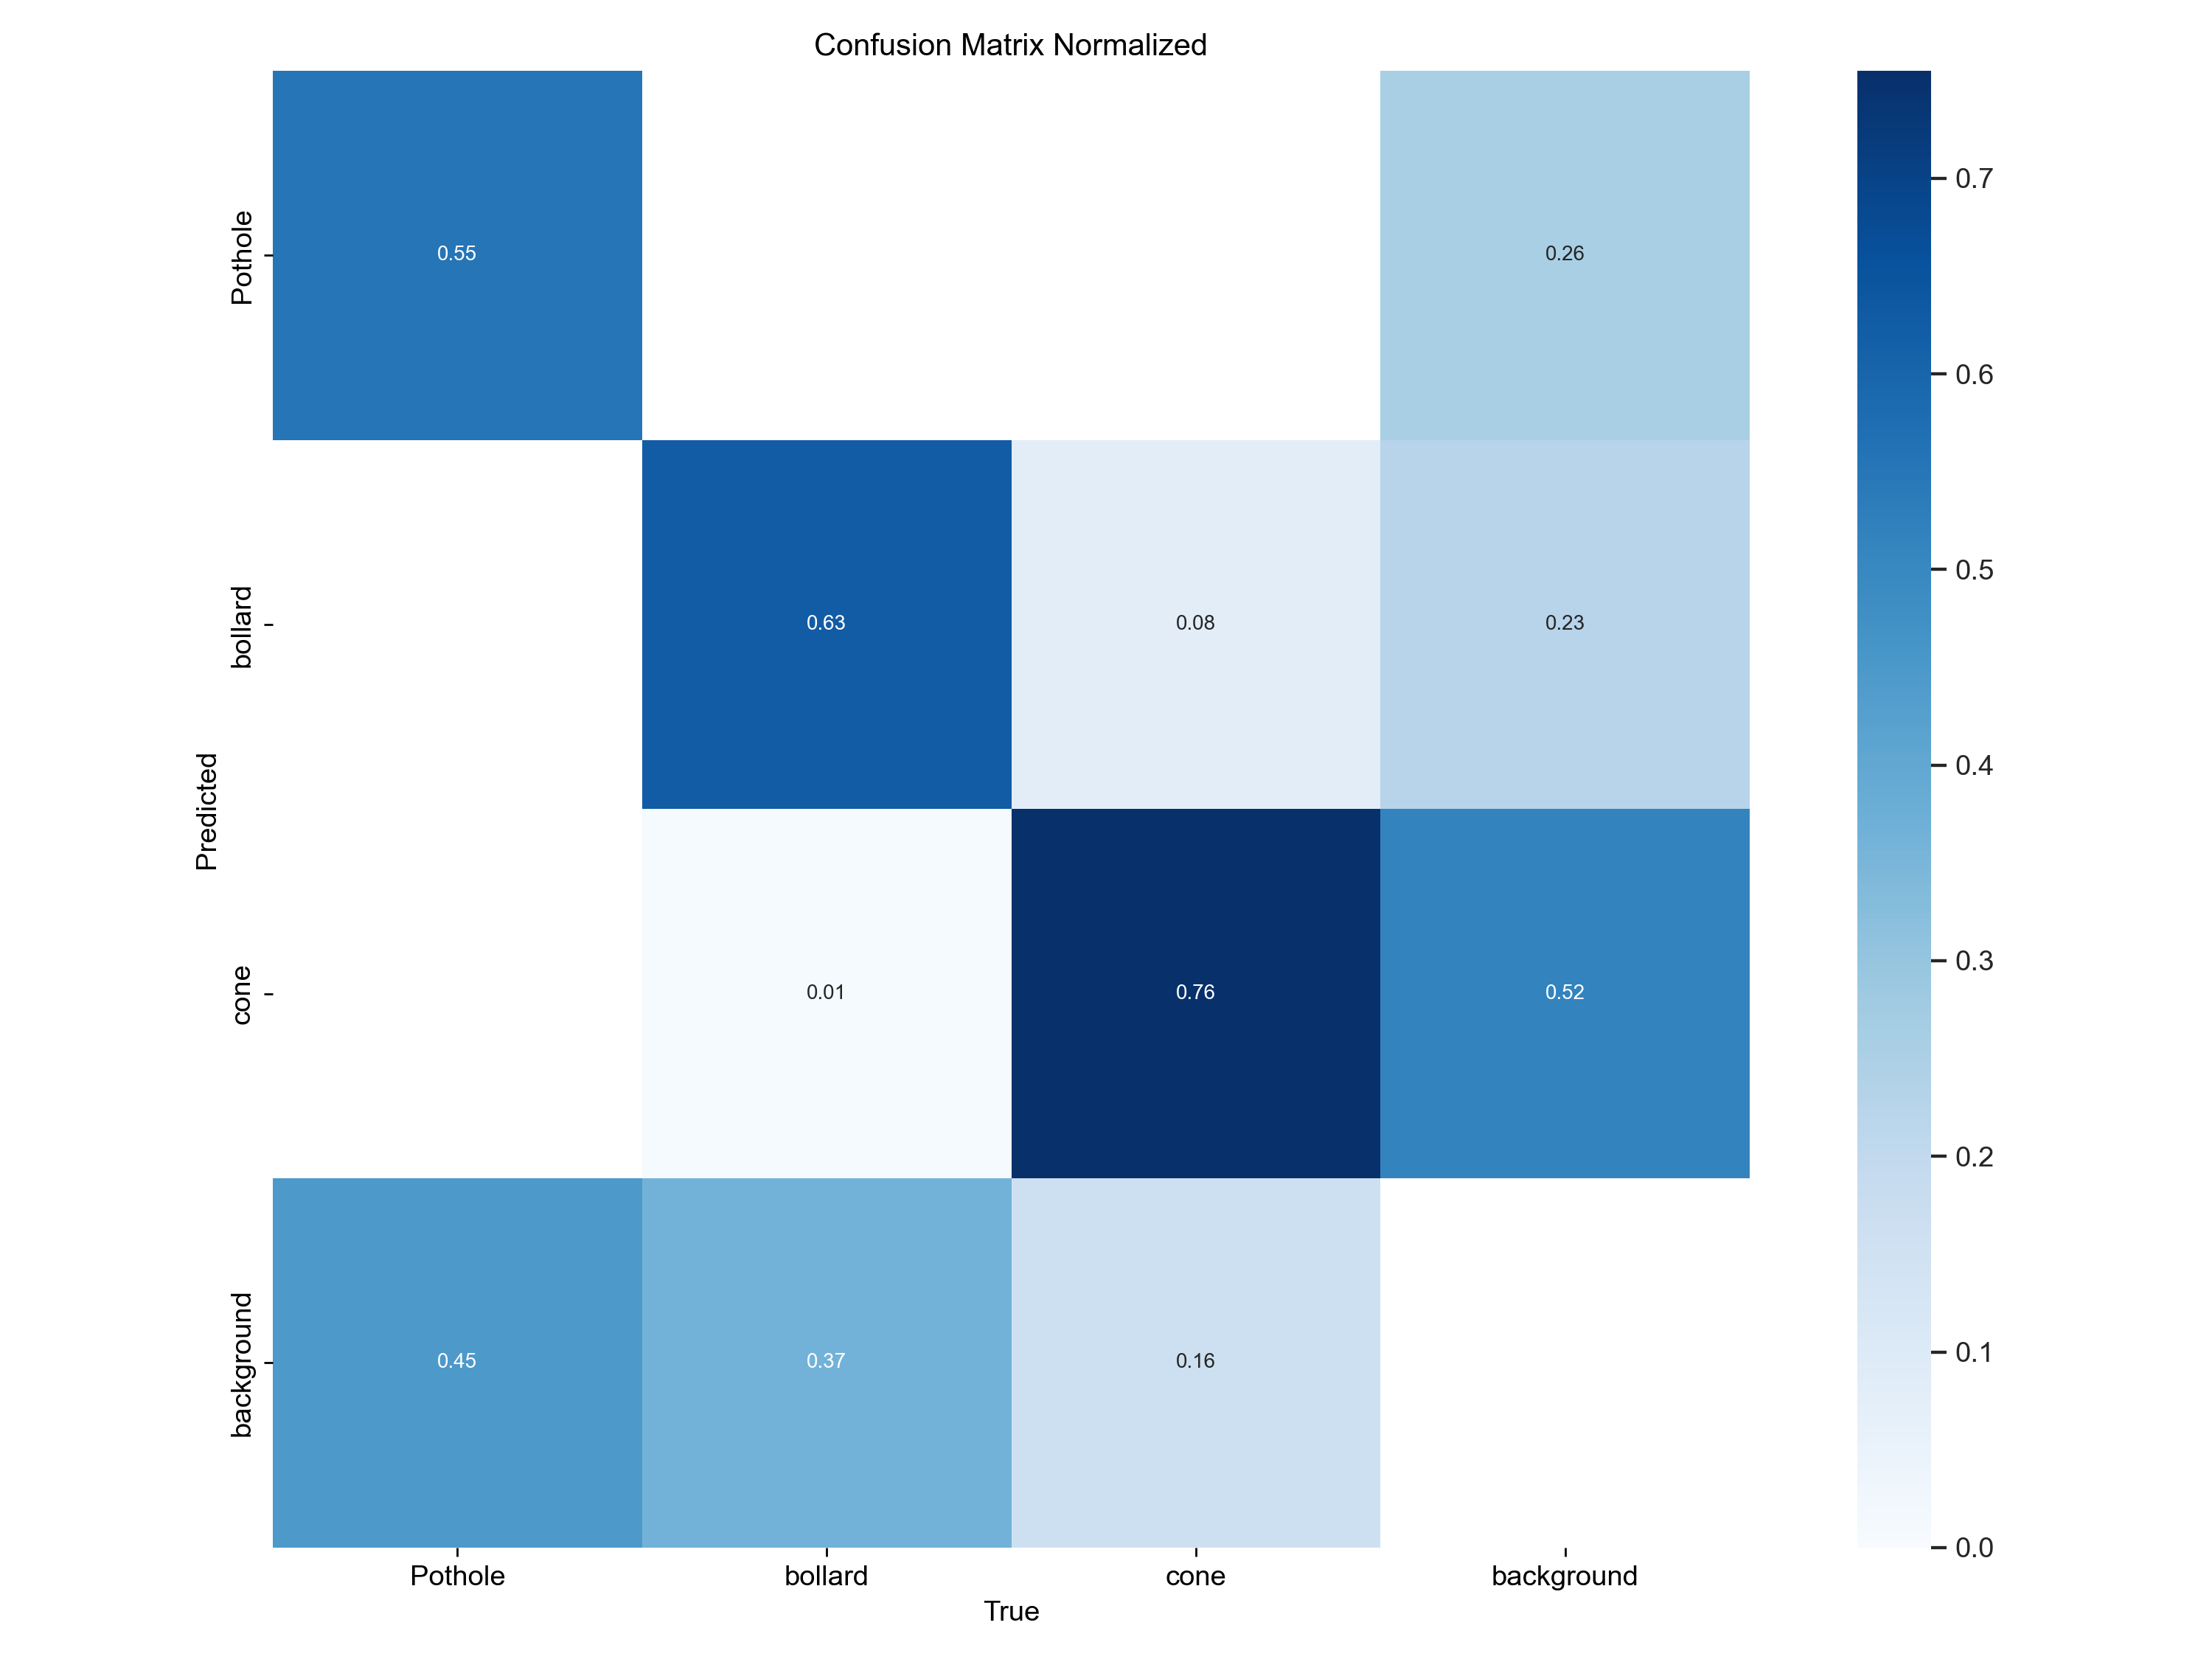 Confusion Matrix Normalized
Pothole
0.55
0.26
bollard
0.63
0.08
0.23
cone
0.01
0.76
0.52
background
0.45
0.37
0.16
Predicted
Pothole
bollard
cone
background
True
0.7
0.6
0.5
0.4
0.3
0.2
0.1
0.0